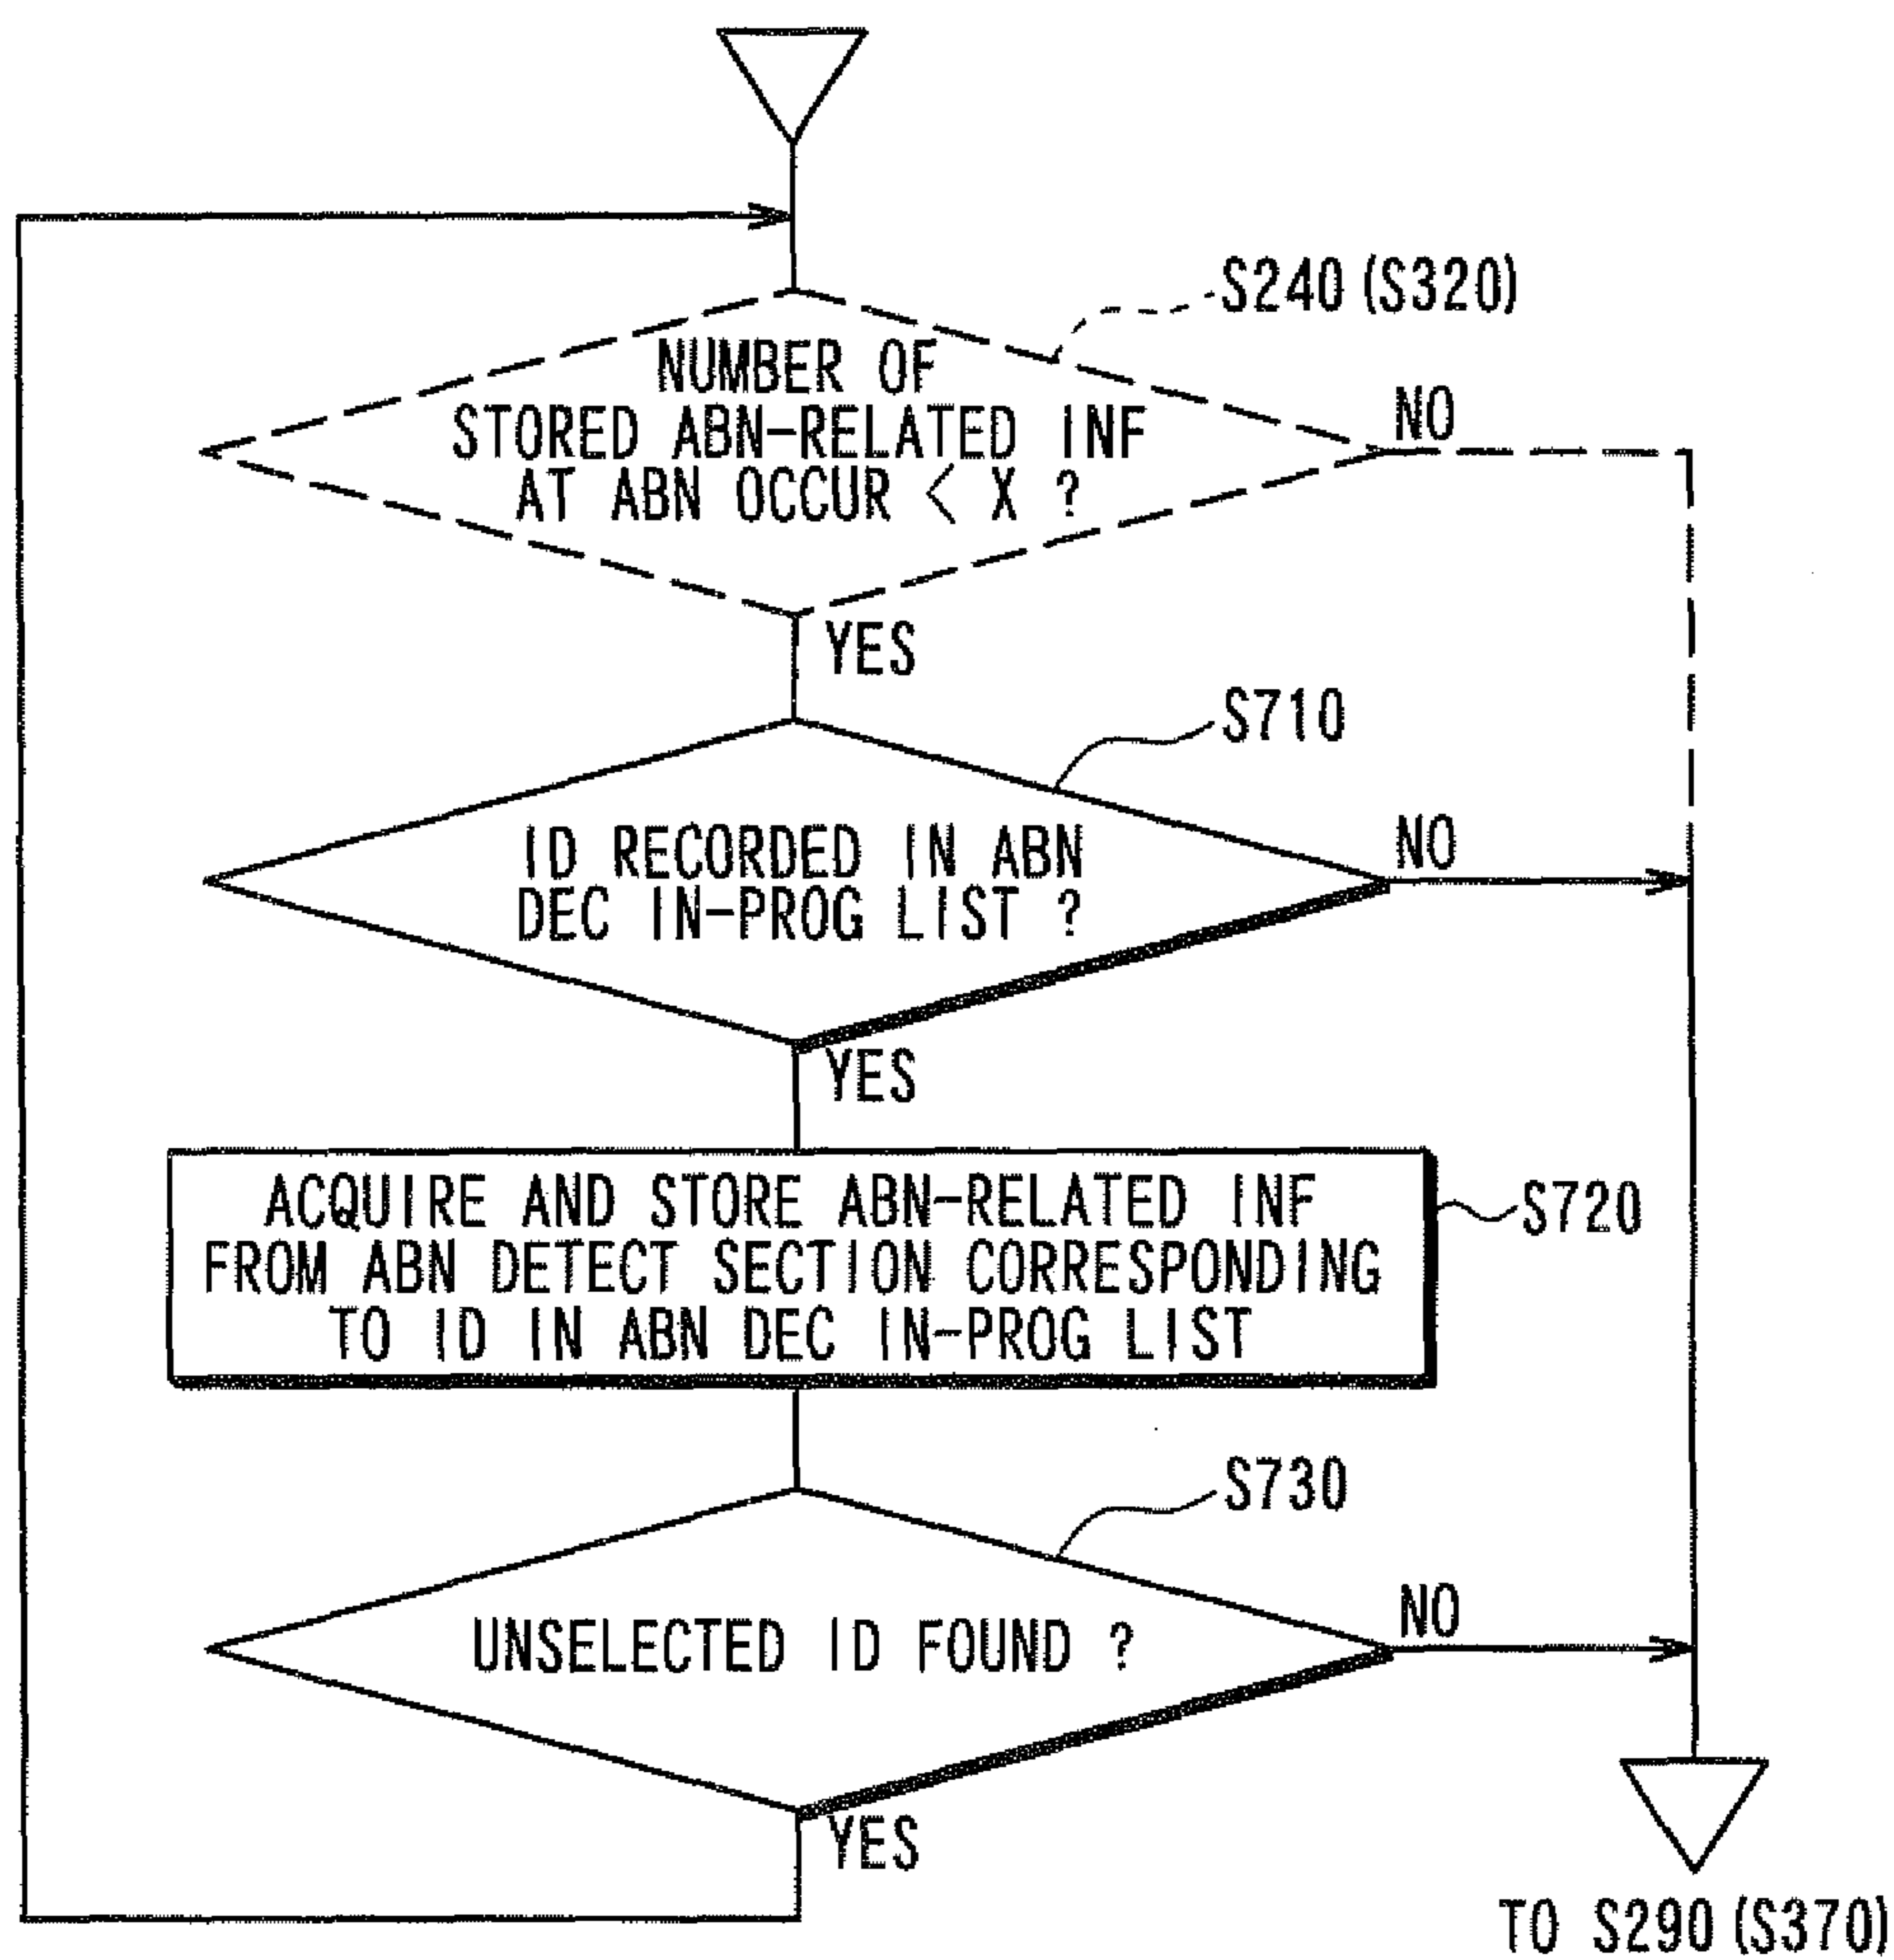 S240 (S320)
NUMBER OF
STORED ABN-RELATED INF
AT ABN OCCUR < X ?
NO
YES
S710
ID RECORDED IN ABN
DEC IN-PROG LIST ?
NO
YES
ACQUIRE AND STORE ABN-RELATED INF
FROM ABN DETECT SECTION CORRESPONDING
TO ID IN ABN DEC IN-PROG LIST
S720
S730
UNSELECTED ID FOUND ?
NO
YES
TO S290 (S370)